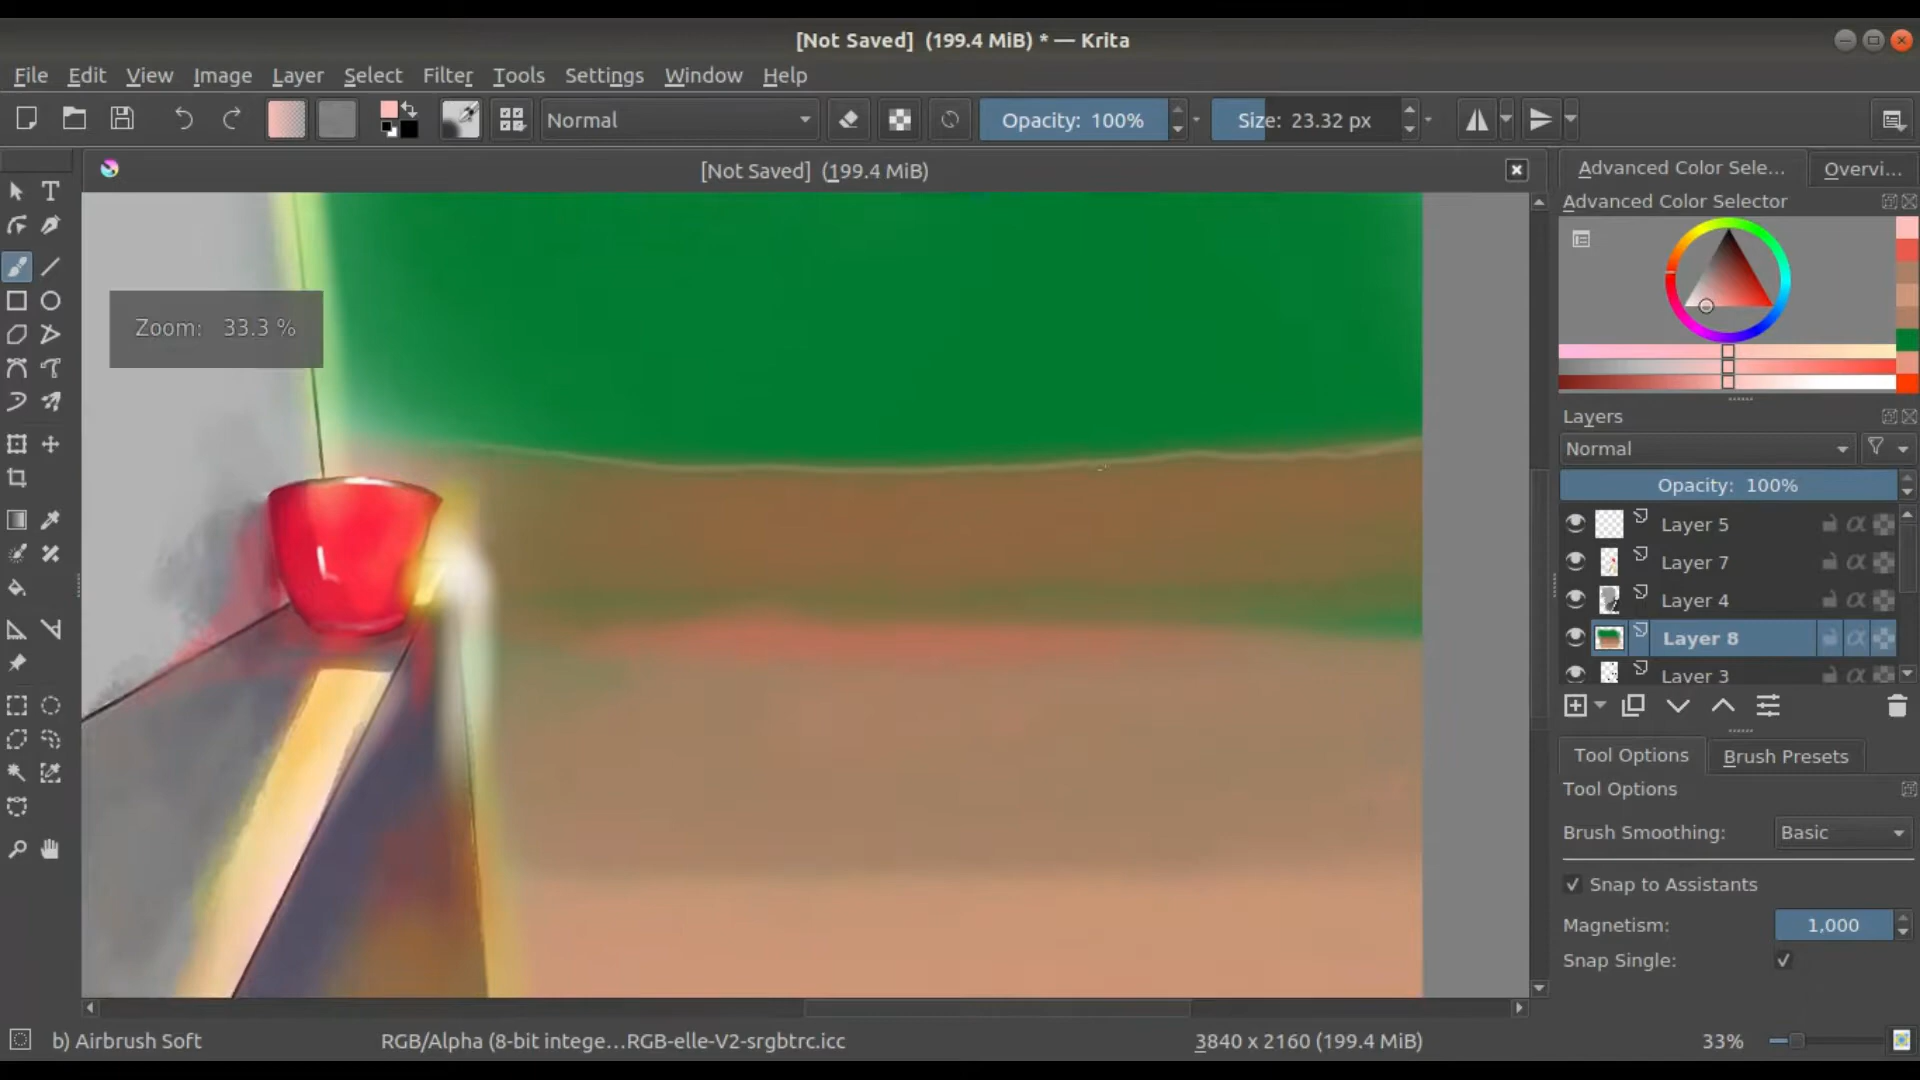 [Not Saved]  (199.4 MiB) * — Krita
File Edit View Image Layer Select Filter Tools Settings Window Help
Normal Opacity: 100% Size: 23.32 px
[Not Saved]  (199.4 MiB)
Advanced Color Sele... Overvi...
Advanced Color Selector
Zoom: 33.3 %
Layers
Normal
Opacity: 100%
Layer 5
Layer 7
Layer 4
Layer 8
Layer 3
Tool Options Brush Presets
Tool Options
Brush Smoothing: Basic
Snap to Assistants
Magnetism: 1,000
Snap Single:
b) Airbrush Soft RGB/Alpha (8-bit intege...RGB-elle-V2-srgbtrc.icc 3840 x 2160 (199.4 MiB) 33%